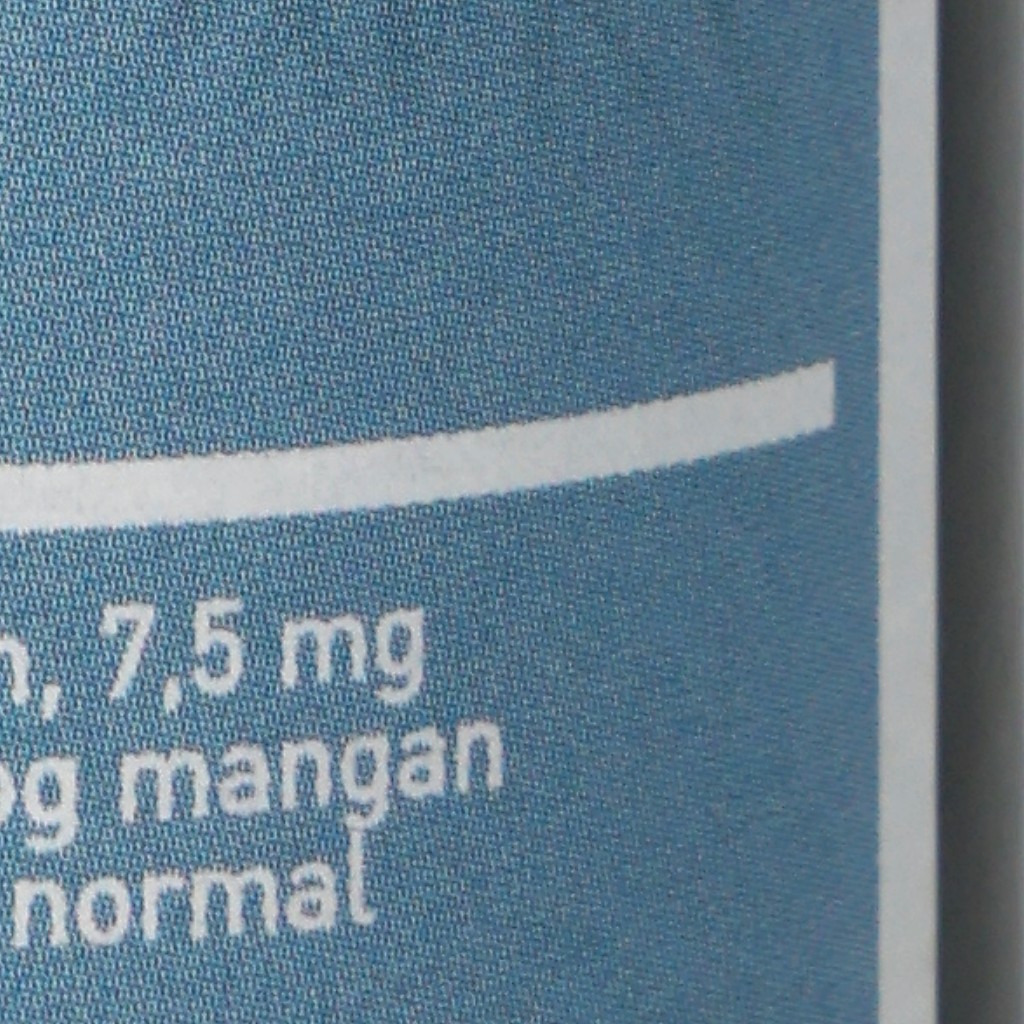 , 7,5 mg
og mangan
normal